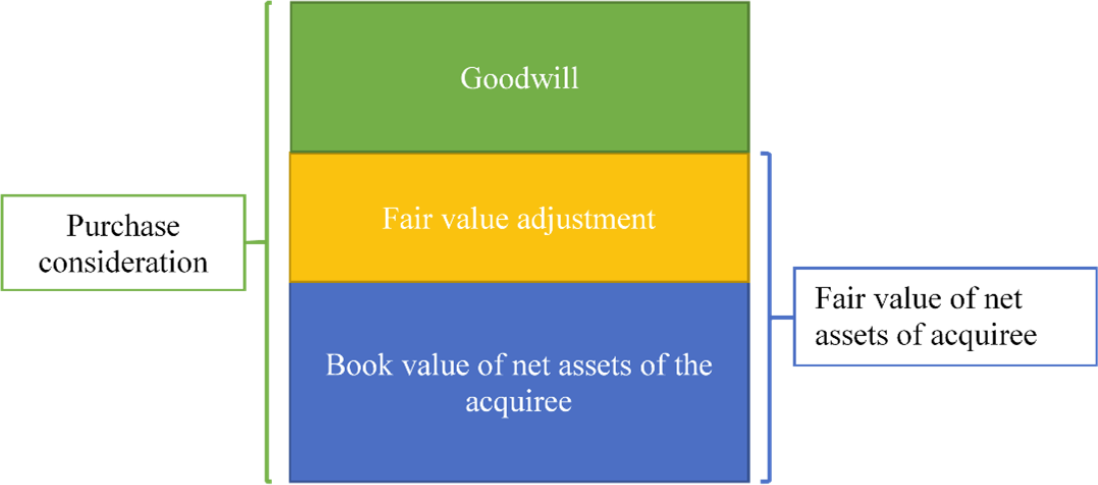 Goodwill
Fair value adjustment
Purchase
consideration
Fair value of net
assets of acquiree
Book value of net assets of the
acquiree